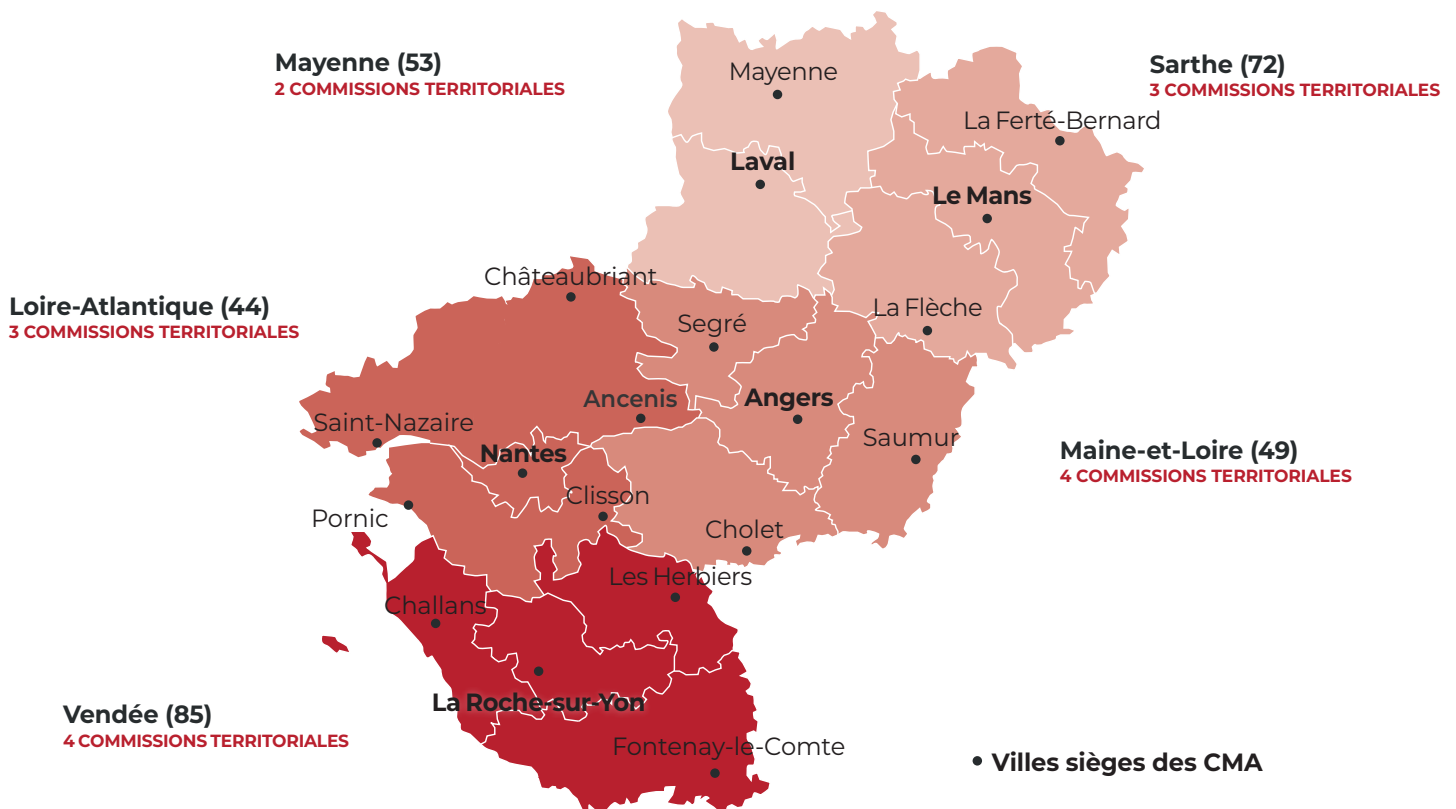 Mayenne (53)
2 COMMISSIONS TERRITORIALES
Sarthe (72)
3 COMMISSIONS TERRITORIALES
Mayenne
La Ferté-Bernard
Laval
Le Mans
Châteaubriant
Loire-Atlantique (44)
3 COMMISSIONS TERRITORIALES
La Flèche
Segré
Ancenis
Angers
Saint-Nazaire
Nantes
Saumur
Maine-et-Loire (49)
4 COMMISSIONS TERRITORIALES
Clisson
Pornic
Cholet
Les Herbiers
Challans
La Roche-sur-Yon
Vendée (85)
4 COMMISSIONS TERRITORIALES
Fontenay-le-Comte
• Villes sièges des CMA